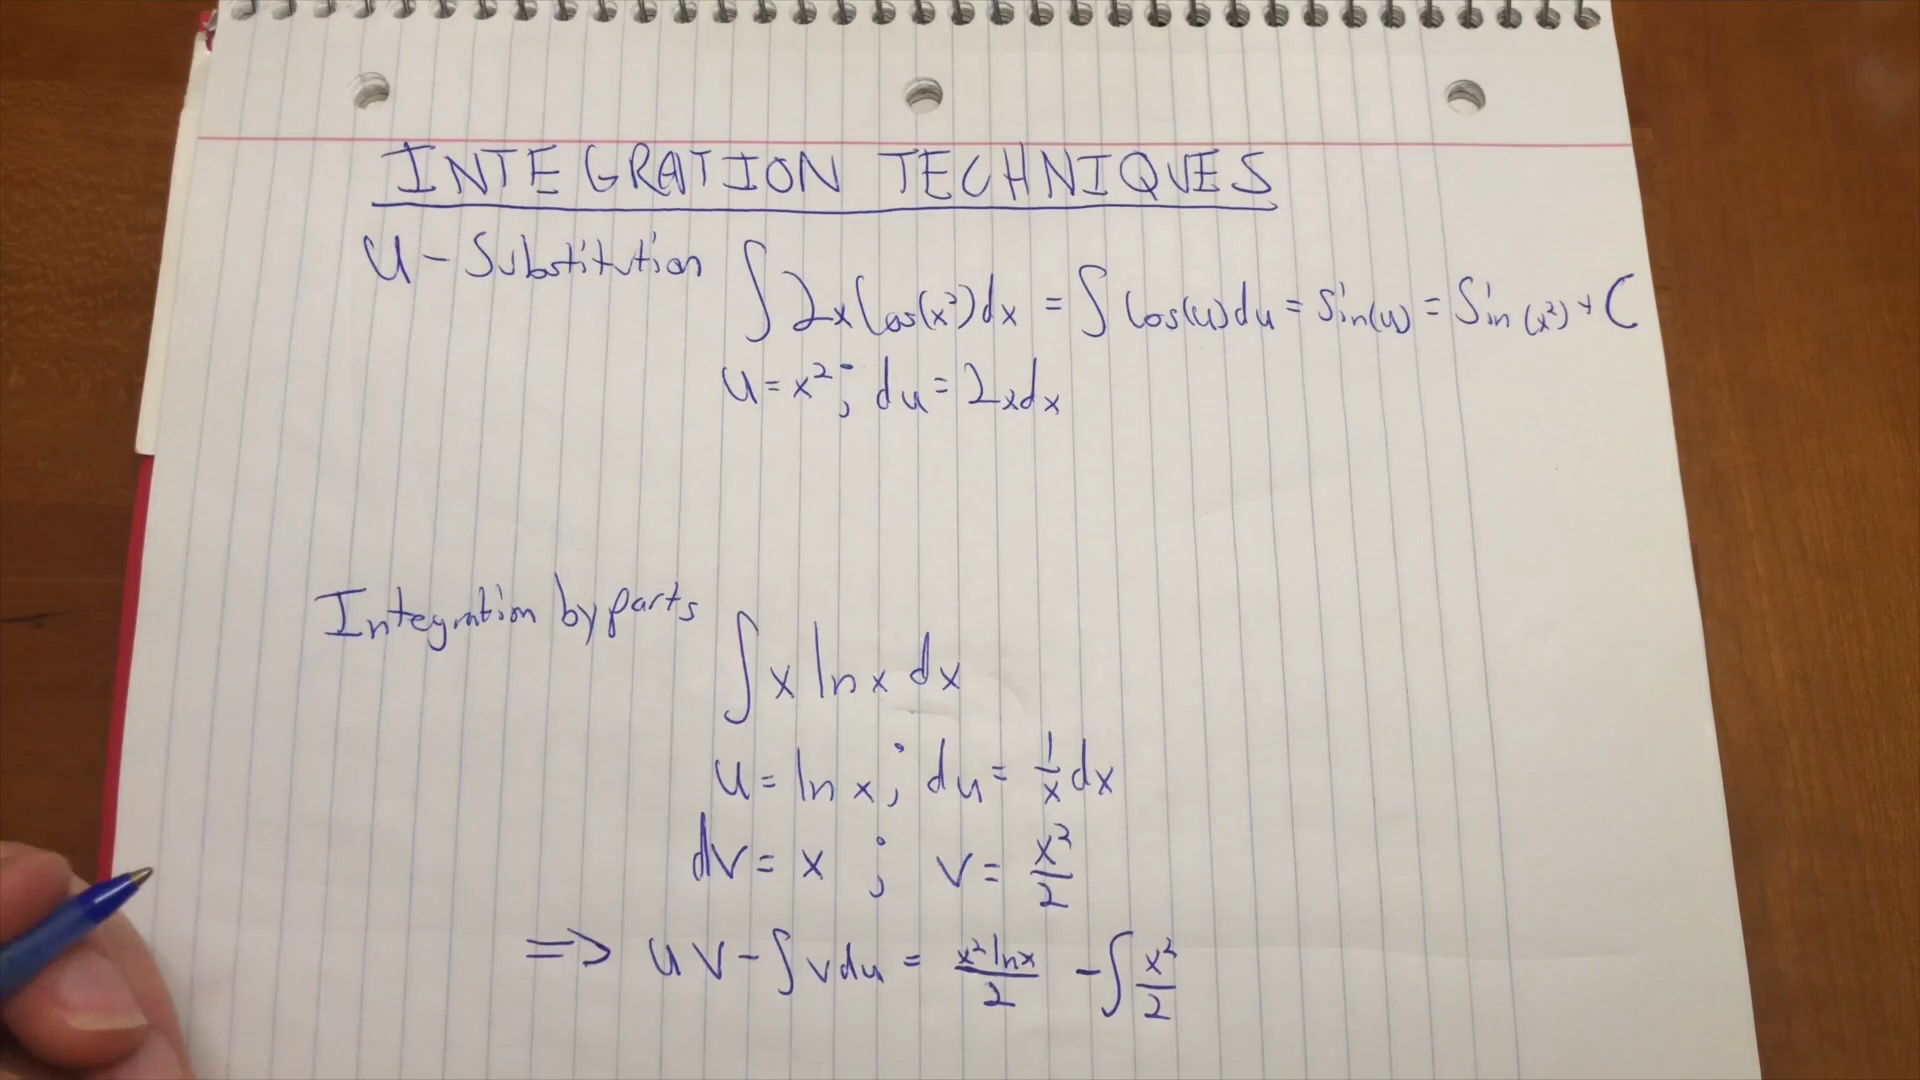 INTEGRATION TECHNIQUES
U - Substitution ∫ 2x Cos(x²)dx = ∫ Cos(u)du = Sin(u) = Sin(x²) + C
u = x² ; du = 2xdx
Integration by parts
∫ x ln x dx
u = ln x ; du = 1/x dx
dv = x ; v = x²/2
=> uv - ∫ v du = x² ln x/2 - ∫ x²/2